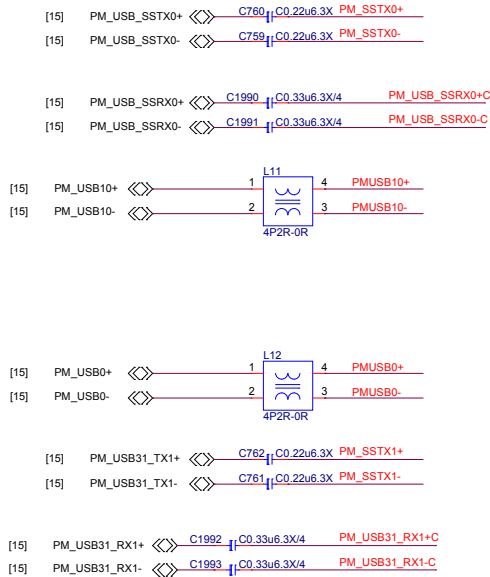 [15] PM_USB_SSTX0+ C760 C0.22u6.3X PM_SSTX0+
[15] PM_USB_SSTX0- C759 C0.22u6.3X PM_SSTX0-
[15] PM_USB_SSRX0+ C1990 C0.33u6.3X/4 PM_USB_SSRX0+C
[15] PM_USB_SSRX0- C1991 C0.33u6.3X/4 PM_USB_SSRX0-C
L11
[15] PM_USB10+ 1 4 PMUSB10+
[15] PM_USB10- 2 3 PMUSB10-
4P2R-0R
L12
[15] PM_USB0+ 1 4 PMUSB0+
[15] PM_USB0- 2 3 PMUSB0-
4P2R-0R
[15] PM_USB31_TX1+ C762 C0.22u6.3X PM_SSTX1+
[15] PM_USB31_TX1- C761 C0.22u6.3X PM_SSTX1-
[15] PM_USB31_RX1+ C1992 C0.33u6.3X/4 PM_USB31_RX1+C
[15] PM_USB31_RX1- C1993 C0.33u6.3X/4 PM_USB31_RX1-C